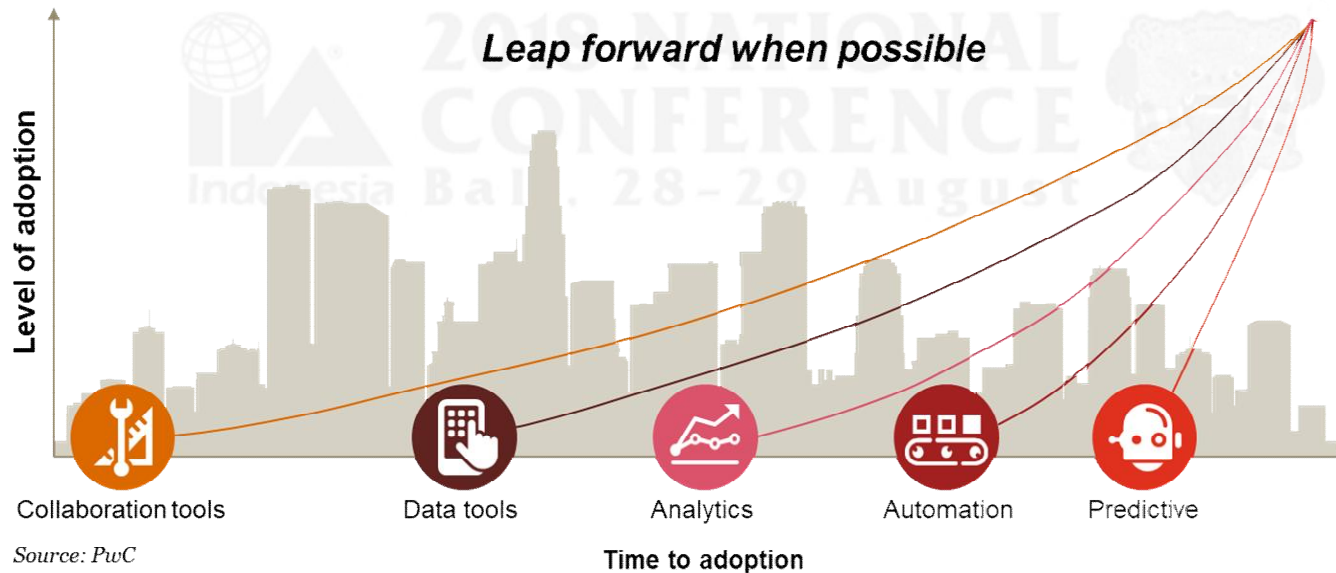 2018 NATIONAL
CONFERENCE
IIA
Indonesia
Bali, 28-29 August
Leap forward when possible
Level of adoption
Collaboration tools
Data tools
Analytics
Automation
Predictive
Source: PwC
Time to adoption